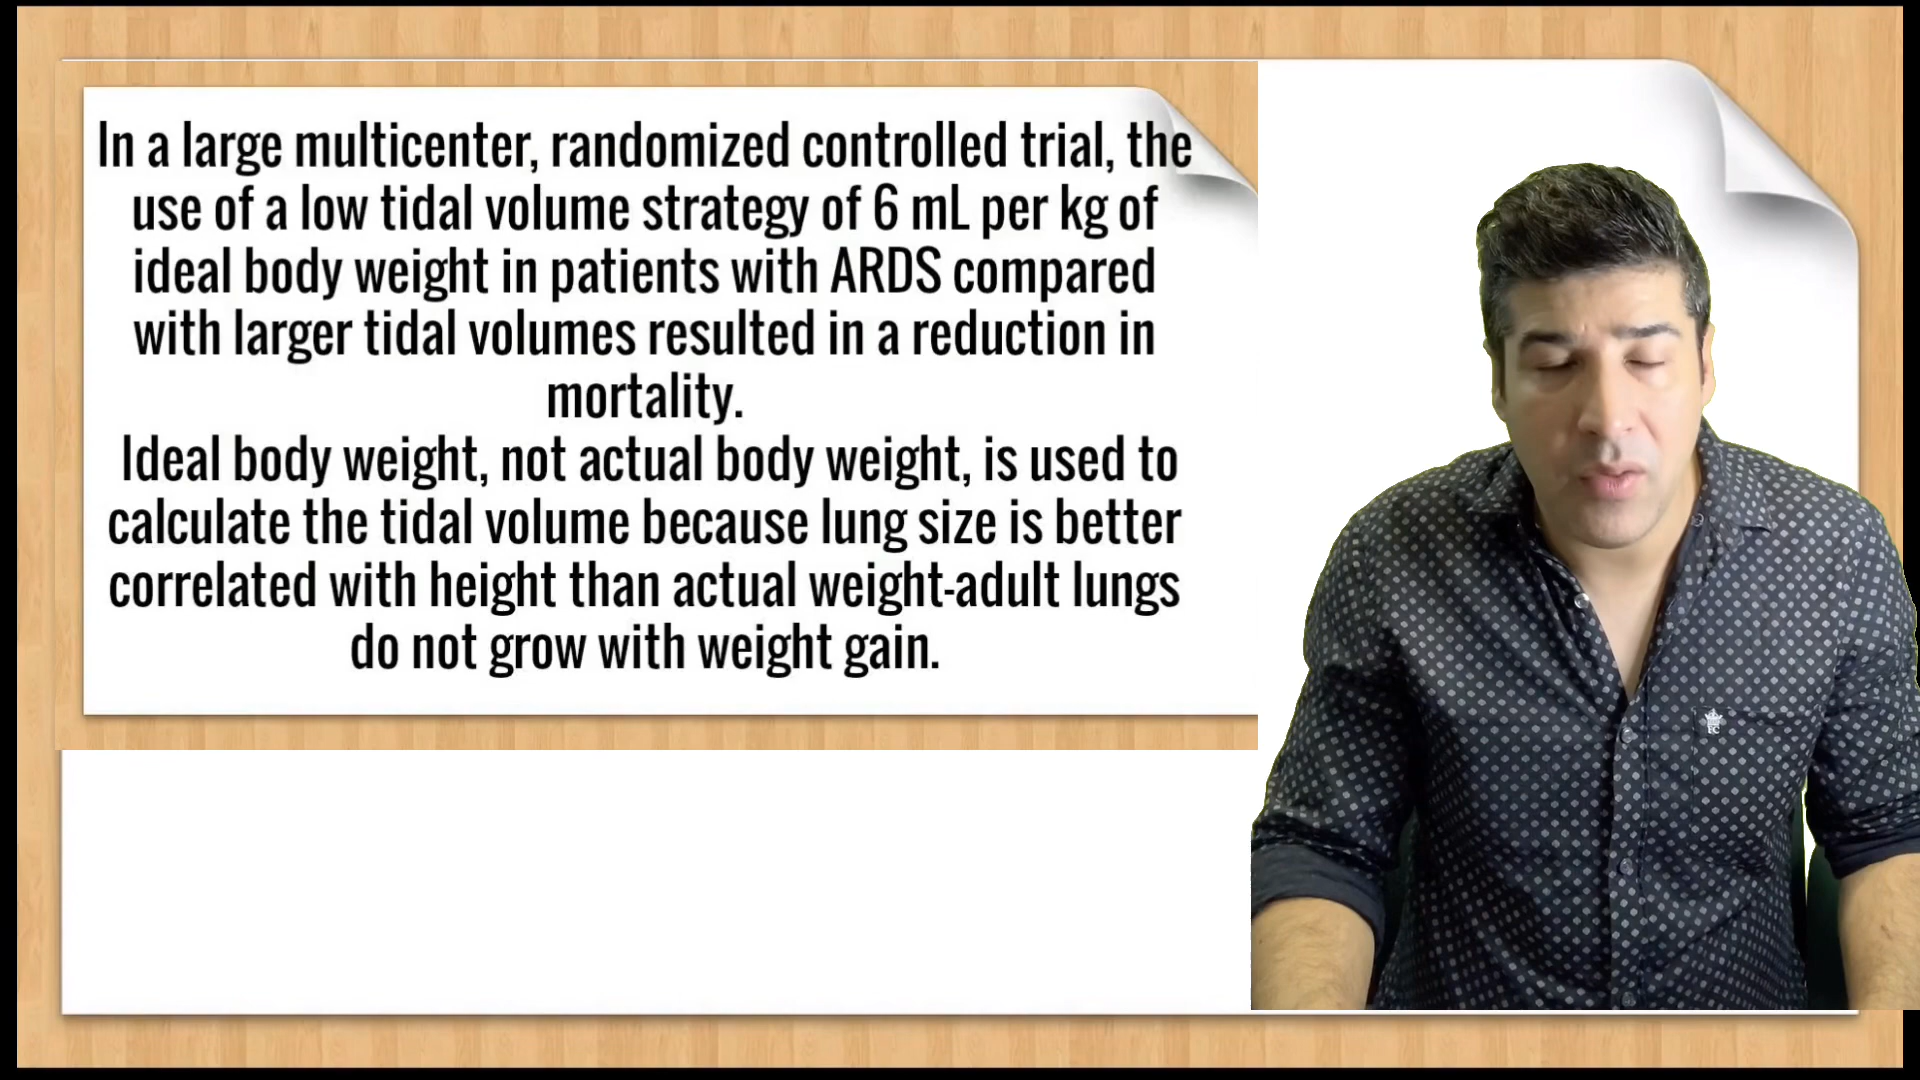 In a large multicenter, randomized controlled trial, the
use of a low tidal volume strategy of 6 mL per kg of
ideal body weight in patients with ARDS compared
with larger tidal volumes resulted in a reduction in
mortality.
Ideal body weight, not actual body weight, is used to
calculate the tidal volume because lung size is better
correlated with height than actual weight-adult lungs
do not grow with weight gain.
FC